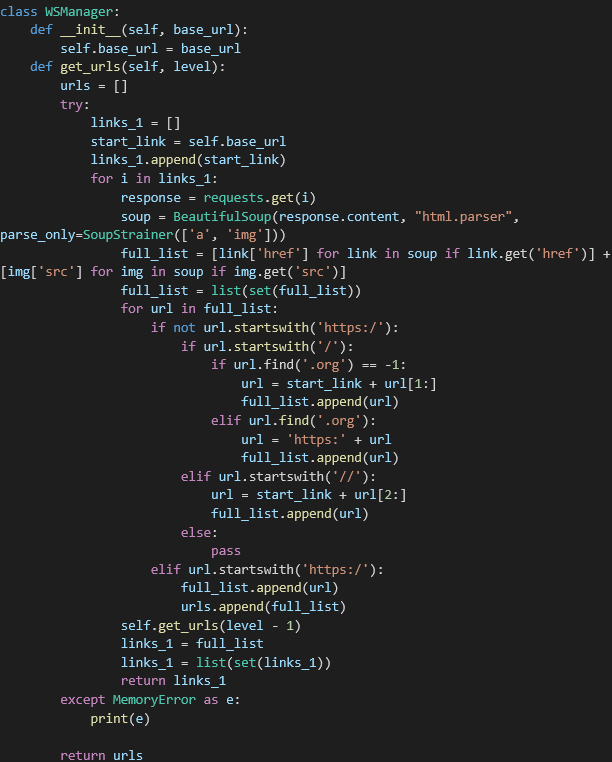 class WSManager:
    def __init__(self, base_url):
        self.base_url = base_url
    def get_urls(self, level):
        urls = []
        try:
            links_1 = []
            start_link = self.base_url
            links_1.append(start_link)
            for i in links_1:
                response = requests.get(i)
                soup = BeautifulSoup(response.content, "html.parser",
parse_only=SoupStrainer(['a', 'img']))
                full_list = [link['href'] for link in soup if link.get('href')] +
[img['src'] for img in soup if img.get('src')]
                full_list = list(set(full_list))
                for url in full_list:
                    if not url.startswith('https:/'):
                        if url.startswith('/'):
                            if url.find('.org') == -1:
                                url = start_link + url[1:]
                                full_list.append(url)
                            elif url.find('.org'):
                                url = 'https:' + url
                                full_list.append(url)
                        elif url.startswith('//'):
                            url = start_link + url[2:]
                            full_list.append(url)
                        else:
                            pass
                    elif url.startswith('https:/'):
                        full_list.append(url)
                        urls.append(full_list)
                self.get_urls(level - 1)
                links_1 = full_list
                links_1 = list(set(links_1))
                return links_1
        except MemoryError as e:
            print(e)

        return urls